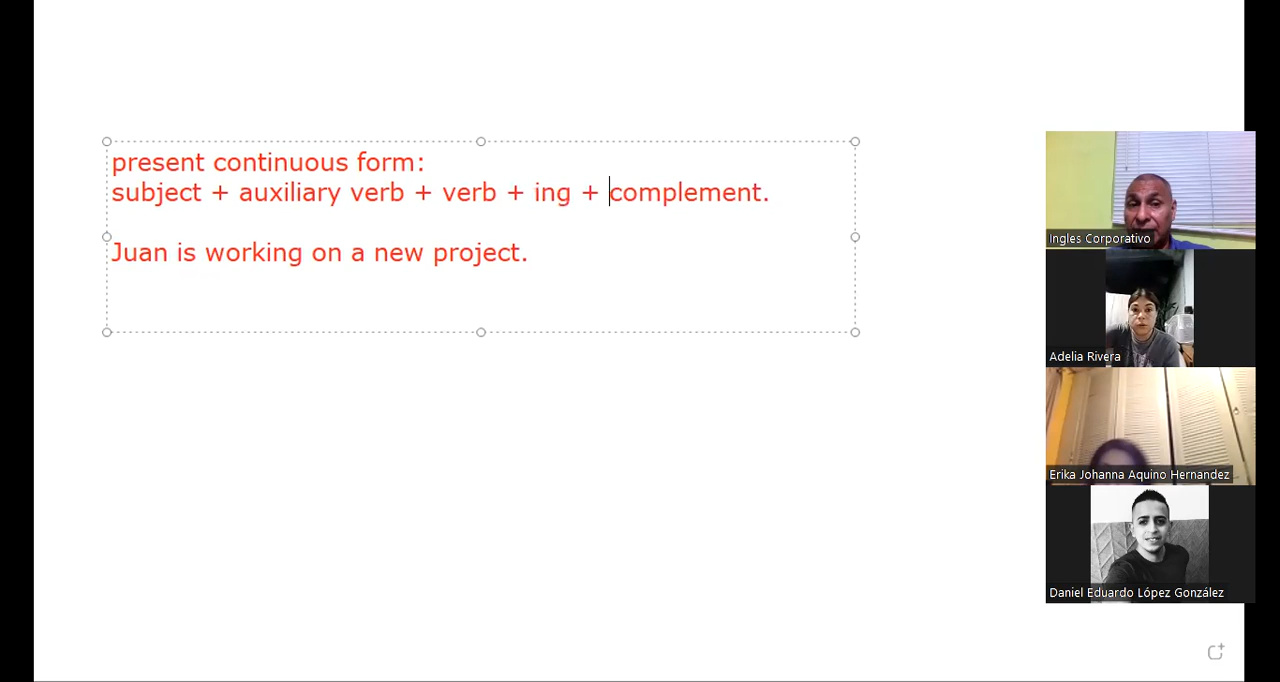 present continuous form:
subject + auxiliary verb + verb + ing + complement.
Juan is working on a new project.
Ingles Corporativo
Adelia Rivera
Erika Johanna Aquino Hernandez
Daniel Eduardo López González